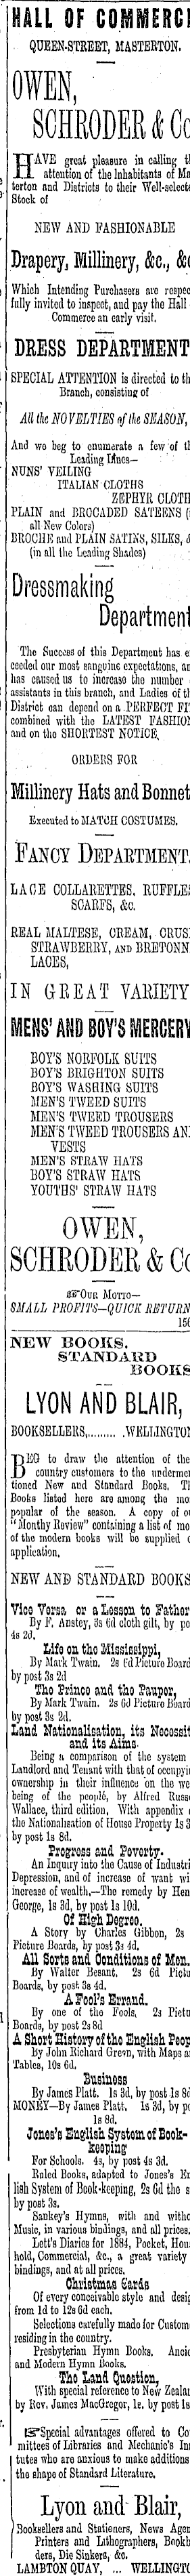 HALL OF COMMERC
QUEEN-STREET, MASTERTON.
OWEN,
SCHRODER & Co
HAVE great pleasure in calling t
attention of the Inhabitants of Ma
terton and Districts to their Well-selecte
Stock of
NEW AND FASHIONABLE
Drapery, Millinery, &c., &c
Which Intending Purchasers are respec
fully invited to inspect, and pay the Hall
Commerce an early visit.
DRESS DEPARTMENT
SPECIAL ATTENTION is directed to th
Branch, consisting of
All the NOVELTIES of the SEASON,
And we beg to enumerate a few of t
Leading Lines—
NUNS' VEILING
ITALIAN CLOTHS
ZEPHYR CLOTH
PLAIN and BROCADED SATEENS (
all New Colors)
BROCHE and PLAIN SATINS, SILKS, &
(in all the Leading Shades)
Dressmaking
Department
The Success of this Department has e
ceeded our most sanguine expectations, an
has caused us to increase the number
assistants in this branch, and Ladies of th
District can depend on a PERFECT FI
combined with the LATEST FASHIO
and on the SHORTEST NOTICE.
ORDERS FOR
Millinery Hats and Bonnet
Executed to MATCH COSTUMES.
FANCY DEPARTMENT.
LACE COLLARETTES, RUFFLE
SCARFS, &c.
REAL MALTESE, CREAM, CRUS
STRAWBERRY, AND BRETONN
LACES,
IN GREAT VARIETY
MENS' AND BOY'S MERCERY
BOY'S NORFOLK SUITS
BOY'S BRIGHTON SUITS
BOY'S WASHING SUITS
MEN'S TWEED SUITS
MEN'S TWEED TROUSERS
MEN'S TWEED TROUSERS AN
VESTS
MEN'S STRAW HATS
BOY'S STRAW HATS
YOUTHS' STRAW HATS
OWEN,
SCHRODER & Co
OUR MOTTO—
SMALL PROFITS—QUICK RETURN
NEW BOOKS.
STANDARD
BOOKS
LYON AND BLAIR,
BOOKSELLERS,.......... .WELLINGTO
BEG to draw the attention of the
country customers to the underme
tioned New and Standard Books. T
Books listed here are among the mo
popular of the season. A copy of o
"Monthy Review" containing a list of mo
of the modern books will be supplied
application.
NEW AND STANDARD BOOKS
Vice Versa or a Lesson to Father
By F. Anstey, 3s 6d cloth gilt, by po
4s 2d.
Life on the Mississippi,
By Mark Twain. 2s 6d Picture Board
by post 3s 2d
The Prince and the Pauper,
By Mark Twain. 2s 6d Picture Board
by post 3s 2d.
Land Nationalisation, its Necessit
and its Aims.
Being a comparison of the system
Landlord and Tenant with that of occupyi
ownership in their influence on the we
being of the people, by Alfred Russ
Wallace, third edition, With appendix
the Nationalisation of House Property 1s 3
by post 1s 8d.
Progress and Poverty.
An Inquiry into the Cause of Industri
Depression, and of increase of want wi
increase of wealth,—The remedy by Hen
George, 1s 3d, by post 1s 10d.
Of High Degree.
A Story by Charles Gibbon, 2s
Picture Boards, by post 3s 4d.
All Sorts and Conditions of Men.
By Walter Besant. 2s 6d Pictu
Boards, by post 3s 4d.
A Fool's Errand.
By one of the Fools, 2s Pictu
Boards, by post 2s 8d
A Short History of the English Peop
By John Richard Green, with Maps a
Tables, 10s 6d.
Business
By James Platt. 1s 3d, by post 1s 8d
MONEY—By James Platt, 1s 3d, by po
1s 8d.
Jones's English System of Book-
keeping
For Schools. 4s, by post 4s 3d.
Ruled Books, adapted to Jones's En
lish System of Book-keeping, 2s 6d the s
by post 3s.
Sankey's Hymns, with and witho
Music, in various bindings, and all prices.
Lett's Diaries for 1884, Pocket, Hou
hold, Commercial, &c., a great variety
bindings, and at all prices.
Christmas Cards
Of every conceivable style and desig
from 1d to 12s 6d each.
Selections carefully made for Custom
residing in the country.
Presbyterian Hymn Books. Ancie
and Modern Hymn Books.
The Land Question,
With special reference to New Zealan
by Rev. James MacGregor, 1s. by post 1s
Special advantages offered to Co
mittees of Libraries and Mechanic's Ins
tutes who are anxious to make additions
the shape of Standard Literature.
Lyon and Blair,
Booksellers and Stationers, News Agen
Printers and Lithographers, Bookbi
ders, Die Sinkers, &c.
LAMBTON QUAY, ... WELLINGTO